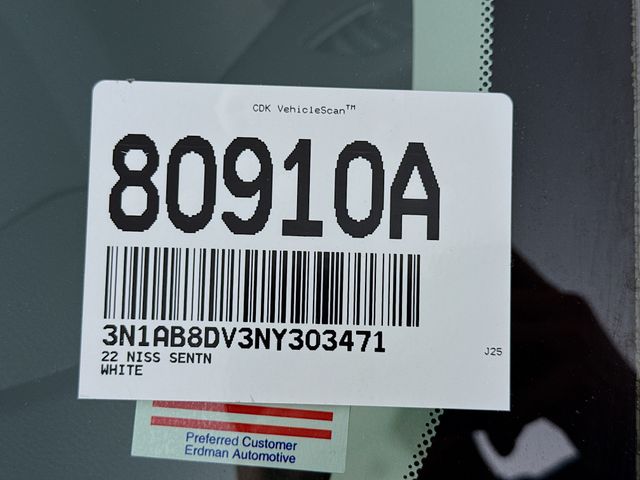 CDK VehicleScan™
80910A
3N1AB8DV3NY303471
22 NISS SENTN
WHITE
J25
Preferred Customer
Erdman Automotive